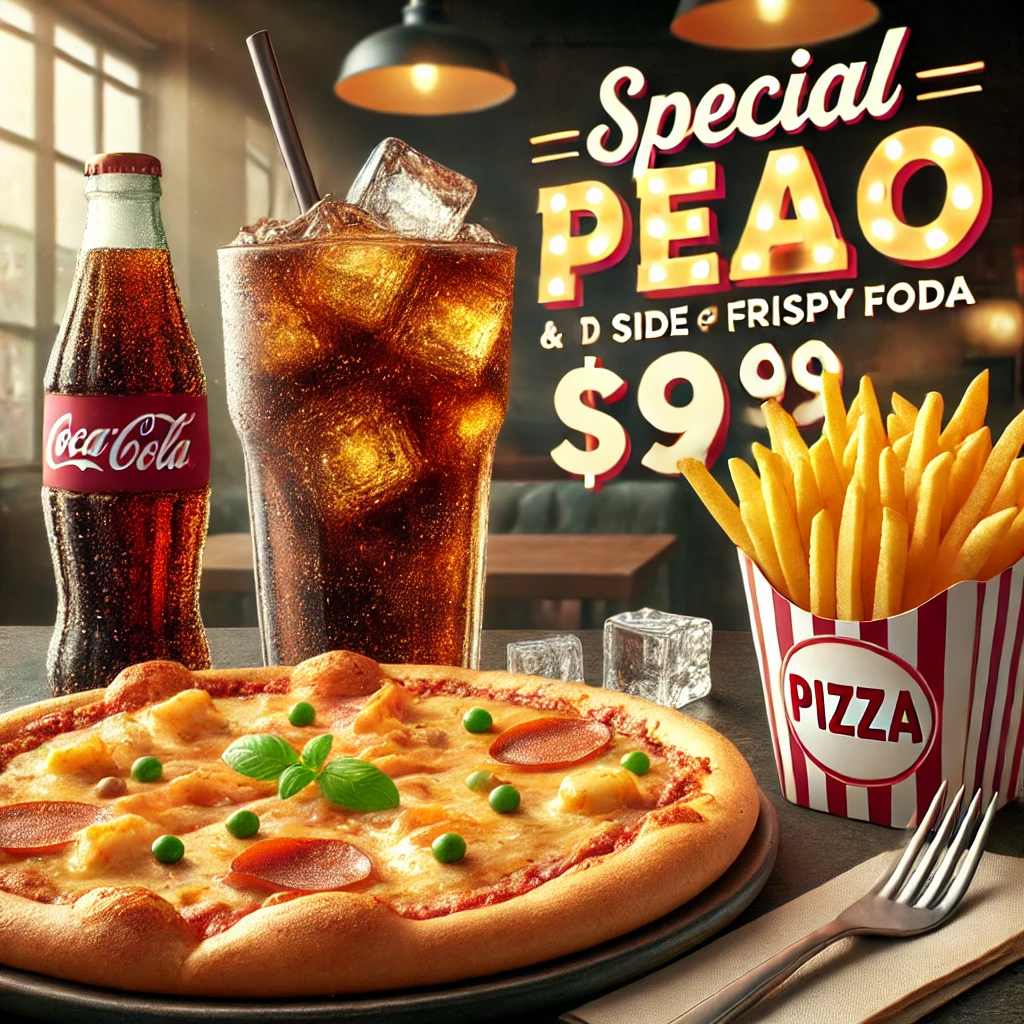 Special
PEAO
& D SIDE e FRISPY FODA
$9.99
Coca-Cola
PIZZA